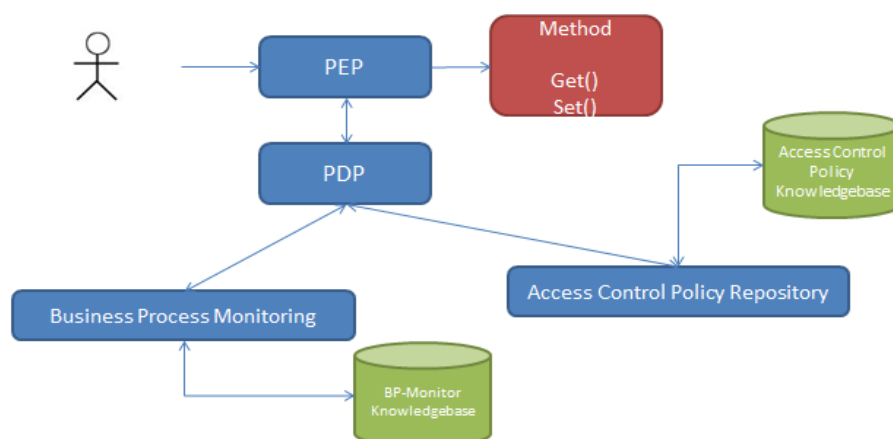 Method
PEP
Get()
Set()
Access Control
Policy
Knowledgebase
PDP
Access Control Policy Repository
Business Process Monitoring
BP-Monitor
Knowledgebase